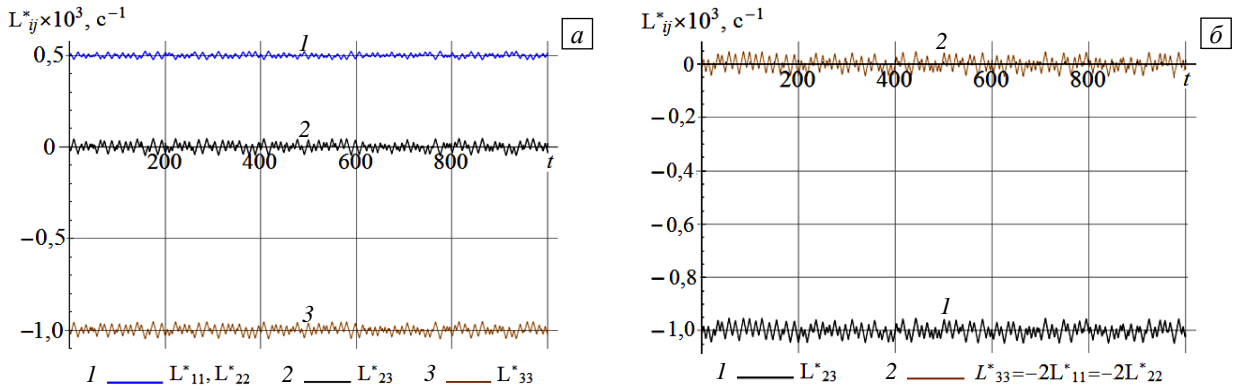 L*ij×10³, c⁻¹
а
0,5
1
2
0
200
400
600
800
t
−0,5
3
−1,0
1 L*11, L*22 2 L*23 3 L*33
L*ij×10³, c⁻¹
б
2
0
200
400
600
800
t
−0,2
−0,4
−0,6
−0,8
1
−1,0
1 L*23 2 L*33=−2L*11=−2L*22